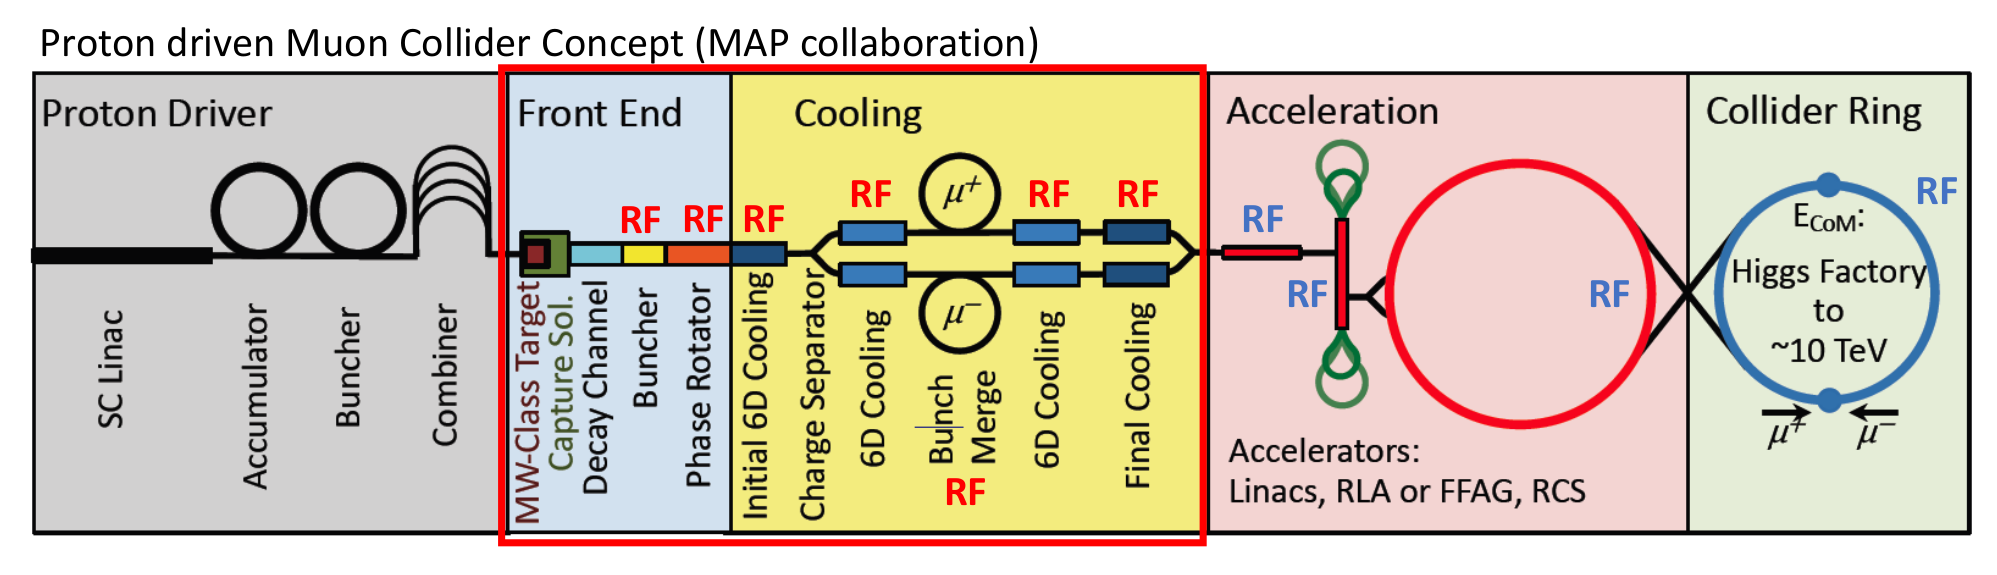 Proton driven Muon Collider Concept (MAP collaboration)
Proton Driver
SC Linac
Accumulator
Buncher
Combiner
Front End
RF
RF
MW-Class Target
Capture Sol.
Decay Channel
Buncher
Phase Rotator
Cooling
RF
RF
RF
RF
μ+
μ−
Initial 6D Cooling
Charge Separator
6D Cooling
Bunch
Merge
RF
6D Cooling
Final Cooling
Acceleration
RF
RF
RF
Accelerators:
Linacs, RLA or FFAG, RCS
Collider Ring
RF
ECoM:
Higgs Factory
to
~10 TeV
μ+
μ−